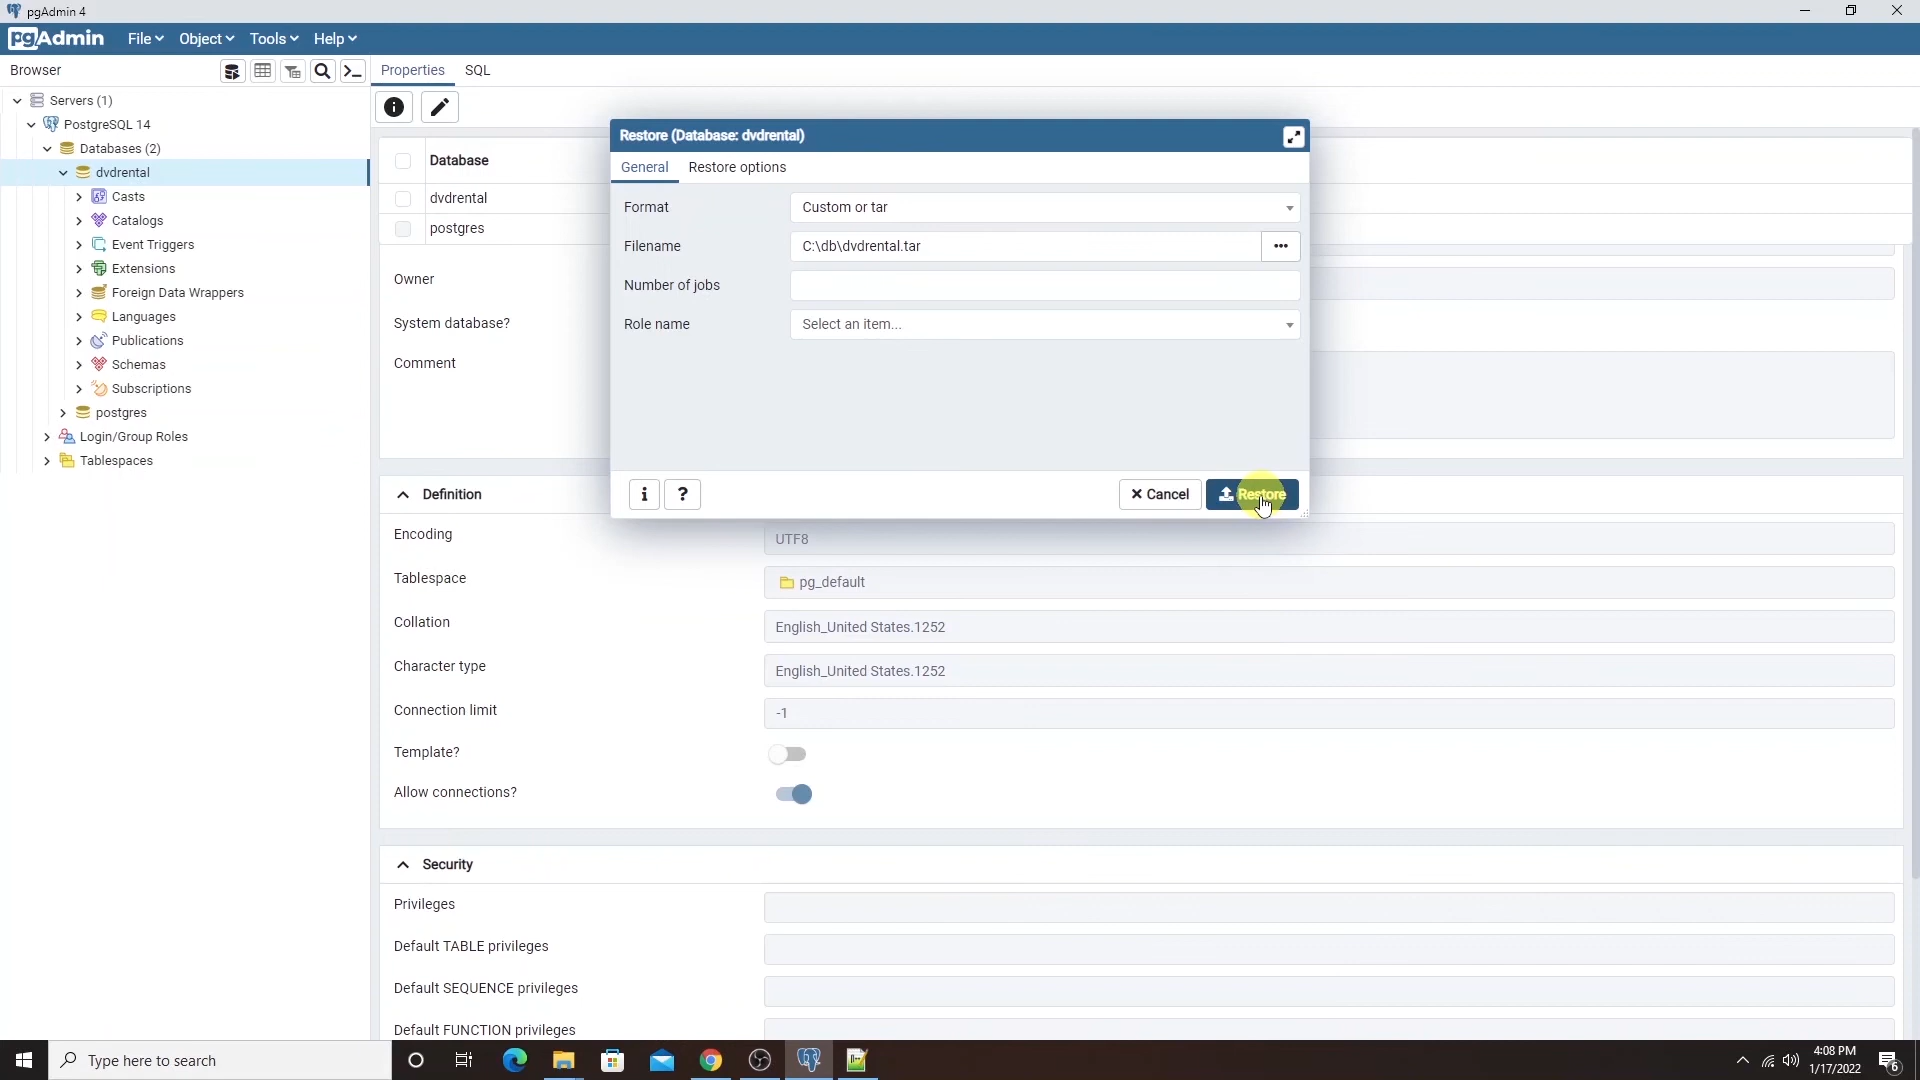 pgAdmin 4
pgAdmin File Object Tools Help
Browser
Properties SQL
Servers (1)
PostgreSQL 14
Databases (2)
dvdrental
Casts
Catalogs
Event Triggers
Extensions
Foreign Data Wrappers
Languages
Publications
Schemas
Subscriptions
postgres
Login/Group Roles
Tablespaces
Database
dvdrental
postgres
Owner
System database?
Comment
Restore (Database: dvdrental)
General Restore options
Format Custom or tar
Filename C:\db\dvdrental.tar
Number of jobs
Role name Select an item...
i ? Cancel Restore
Definition
Encoding UTF8
Tablespace pg_default
Collation English_United States.1252
Character type English_United States.1252
Connection limit -1
Template?
Allow connections?
Security
Privileges
Default TABLE privileges
Default SEQUENCE privileges
Default FUNCTION privileges
Type here to search
4:08 PM
1/17/2022
6